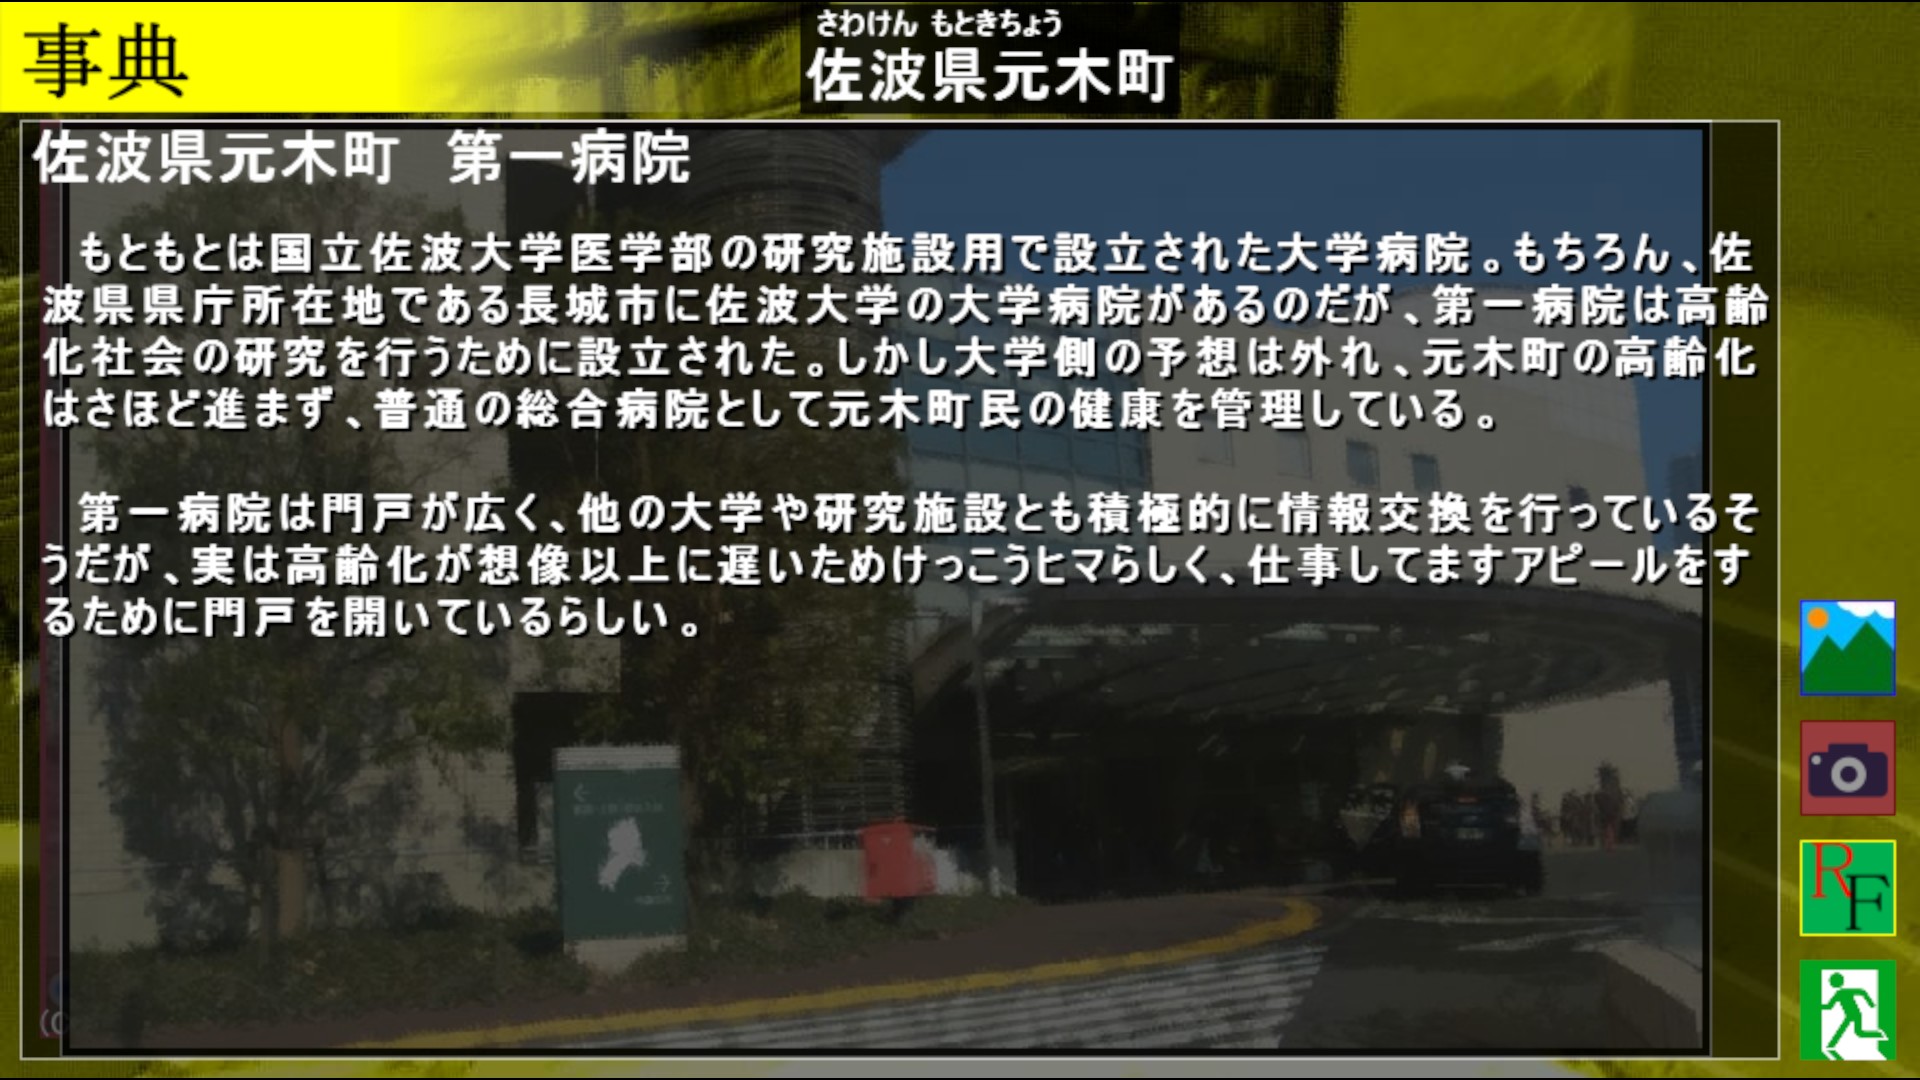 事典
さわけん もときちょう
佐波県元木町
佐波県元木町　第一病院
もともとは国立佐波大学医学部の研究施設用で設立された大学病院。もちろん、佐
波県県庁所在地である長城市に佐波大学の大学病院があるのだが、第一病院は高齢
化社会の研究を行うために設立された。しかし大学側の予想は外れ、元木町の高齢化
はさほど進まず、普通の総合病院として元木町民の健康を管理している。
第一病院は門戸が広く、他の大学や研究施設とも積極的に情報交換を行っているそ
うだが、実は高齢化が想像以上に遅いためけっこうヒマらしく、仕事してますアピールをす
るために門戸を開いているらしい。
RF
(C